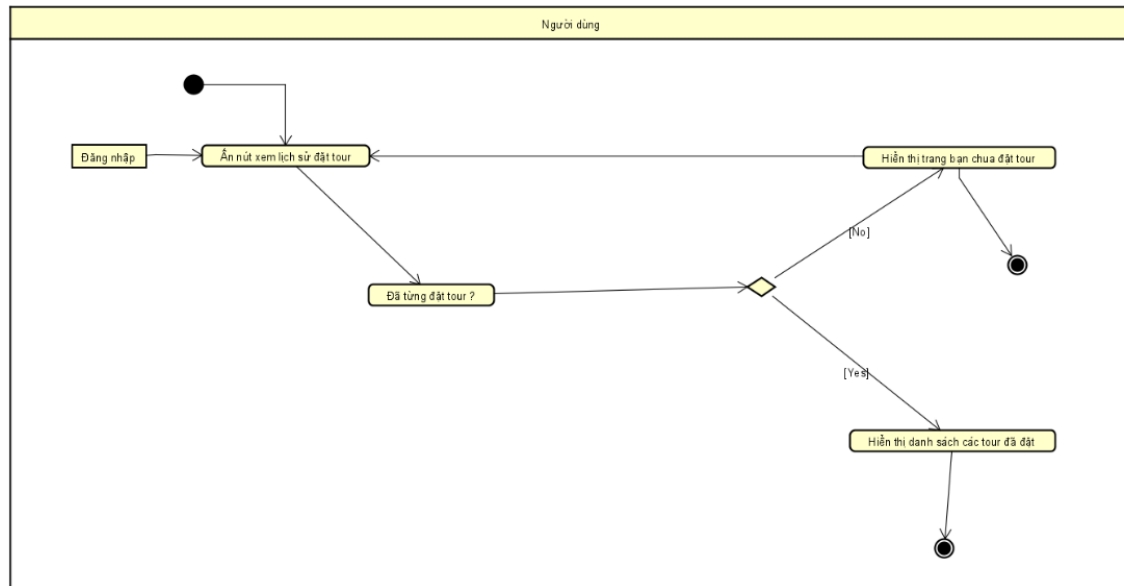 Người dùng
Đăng nhập
Ấn nút xem lịch sử đặt tour
Hiển thị trang bạn chưa đặt tour
[No]
Đã từng đặt tour ?
[Yes]
Hiển thị danh sách các tour đã đặt